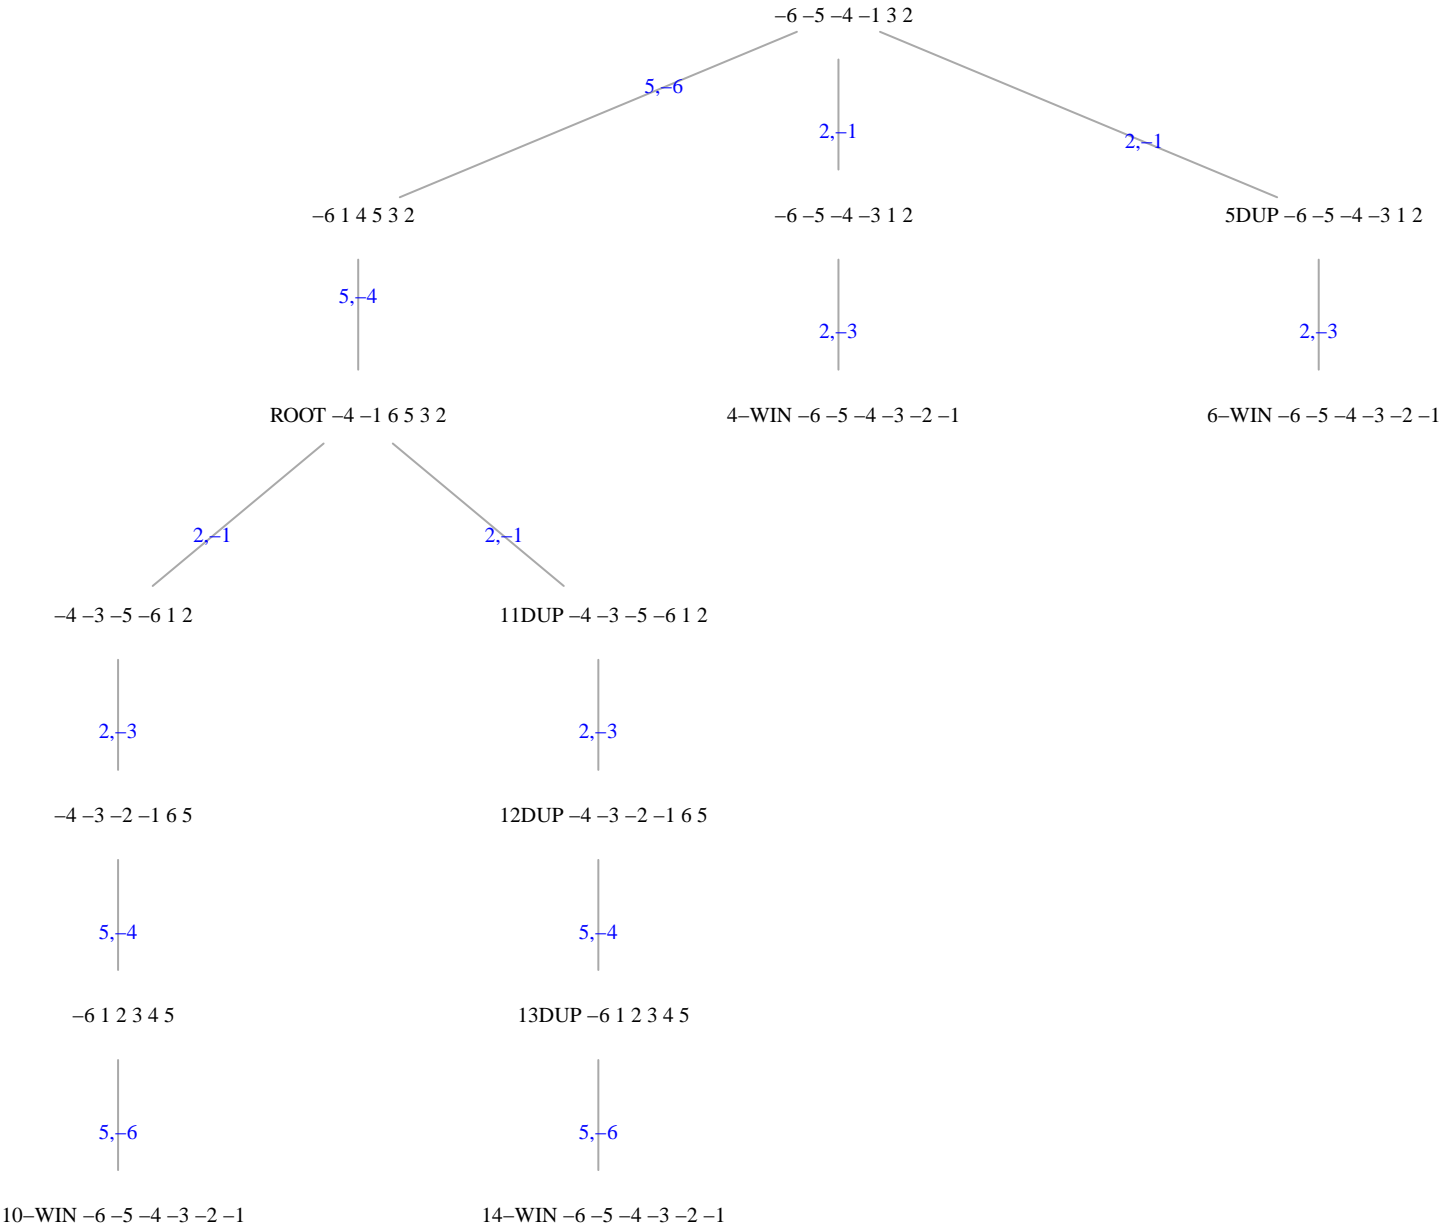 –6 –5 –4 –1 3 2
5,–6
2,–1
2,–1
–6 1 4 5 3 2
–6 –5 –4 –3 1 2
5DUP –6 –5 –4 –3 1 2
5,–4
2,–3
2,–3
ROOT –4 –1 6 5 3 2
4–WIN –6 –5 –4 –3 –2 –1
6–WIN –6 –5 –4 –3 –2 –1
2,–1
2,–1
–4 –3 –5 –6 1 2
11DUP –4 –3 –5 –6 1 2
2,–3
2,–3
–4 –3 –2 –1 6 5
12DUP –4 –3 –2 –1 6 5
5,–4
5,–4
–6 1 2 3 4 5
13DUP –6 1 2 3 4 5
5,–6
5,–6
10–WIN –6 –5 –4 –3 –2 –1
14–WIN –6 –5 –4 –3 –2 –1